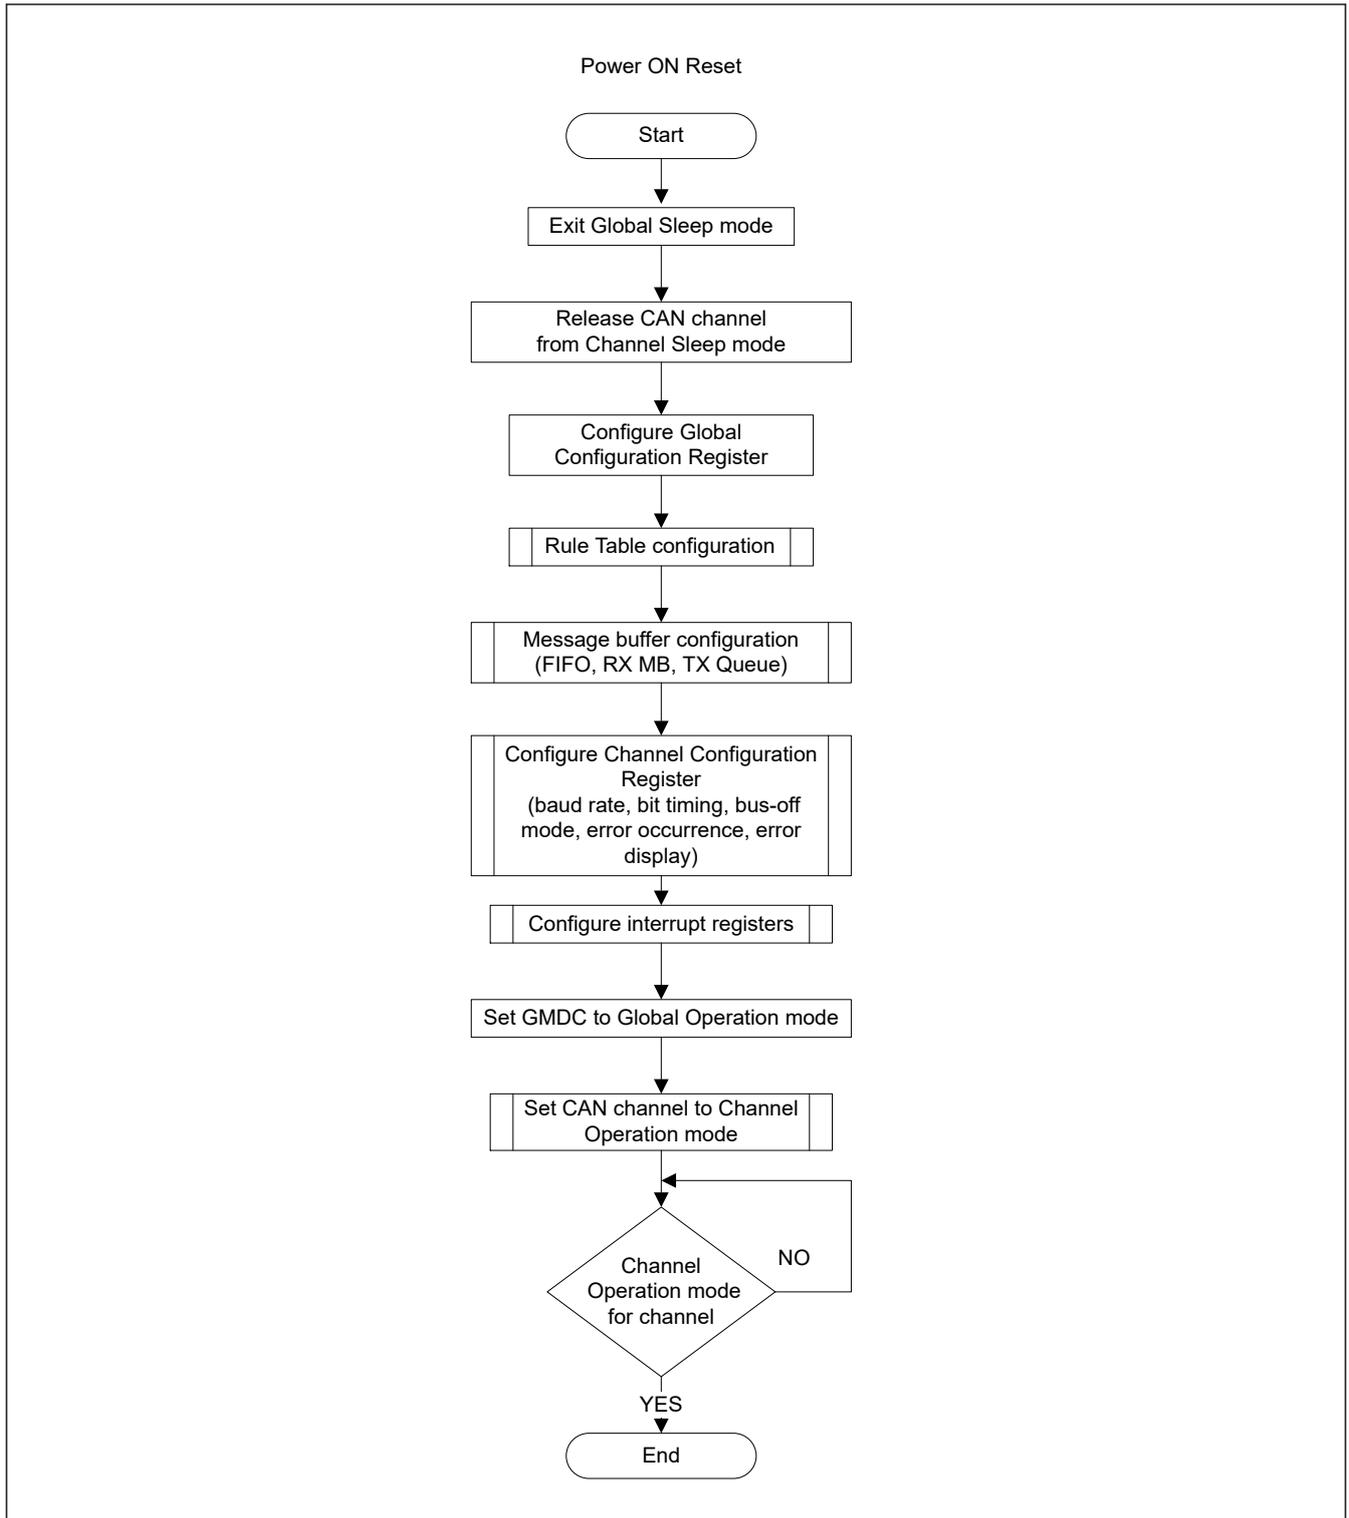 Power ON Reset
Start
Exit Global Sleep mode
Release CAN channel
from Channel Sleep mode
Configure Global
Configuration Register
Rule Table configuration
Message buffer configuration
(FIFO, RX MB, TX Queue)
Configure Channel Configuration
Register
(baud rate, bit timing, bus-off
mode, error occurrence, error
display)
Configure interrupt registers
Set GMDC to Global Operation mode
Set CAN channel to Channel
Operation mode
Channel
Operation mode
for channel
NO
YES
End